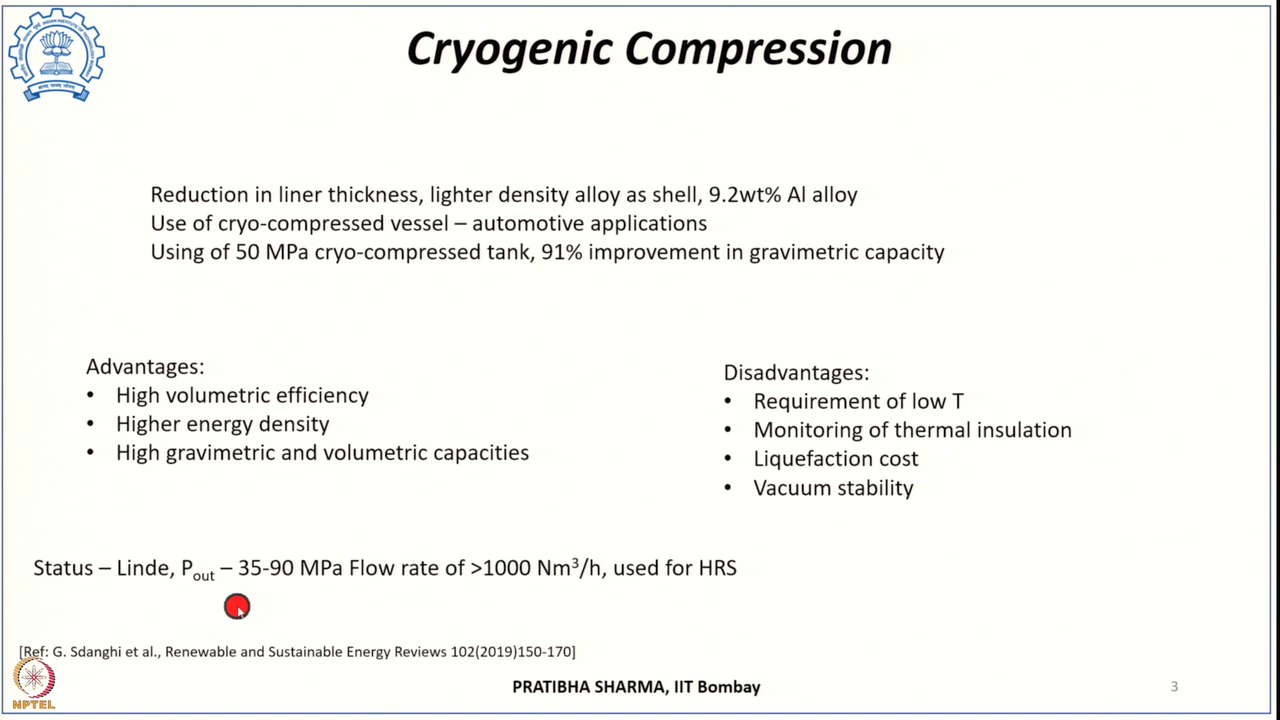 Cryogenic Compression
Reduction in liner thickness, lighter density alloy as shell, 9.2wt% Al alloy
Use of cryo-compressed vessel – automotive applications
Using of 50 MPa cryo-compressed tank, 91% improvement in gravimetric capacity
Advantages:
• High volumetric efficiency
• Higher energy density
• High gravimetric and volumetric capacities
Disadvantages:
• Requirement of low T
• Monitoring of thermal insulation
• Liquefaction cost
• Vacuum stability
Status – Linde, Pout – 35-90 MPa Flow rate of >1000 Nm³/h, used for HRS
[Ref: G. Sdanghi et al., Renewable and Sustainable Energy Reviews 102(2019)150-170]
NPTEL
PRATIBHA SHARMA, IIT Bombay
3